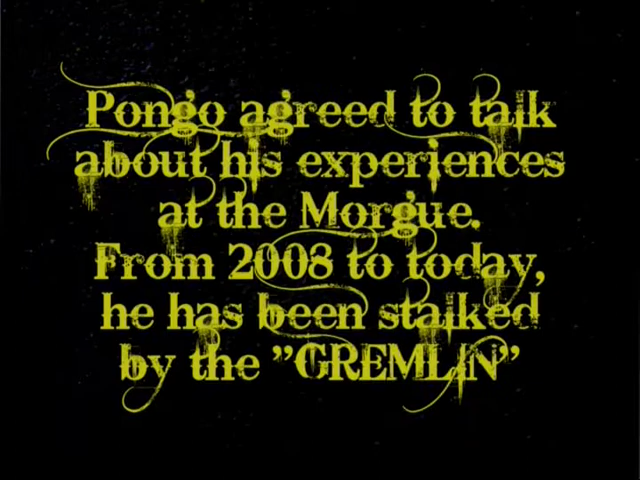 Pongo agreed to talk
about his experiences
at the Morgue.
From 2008 to today,
he has been stalked
by the "GREMLIN"